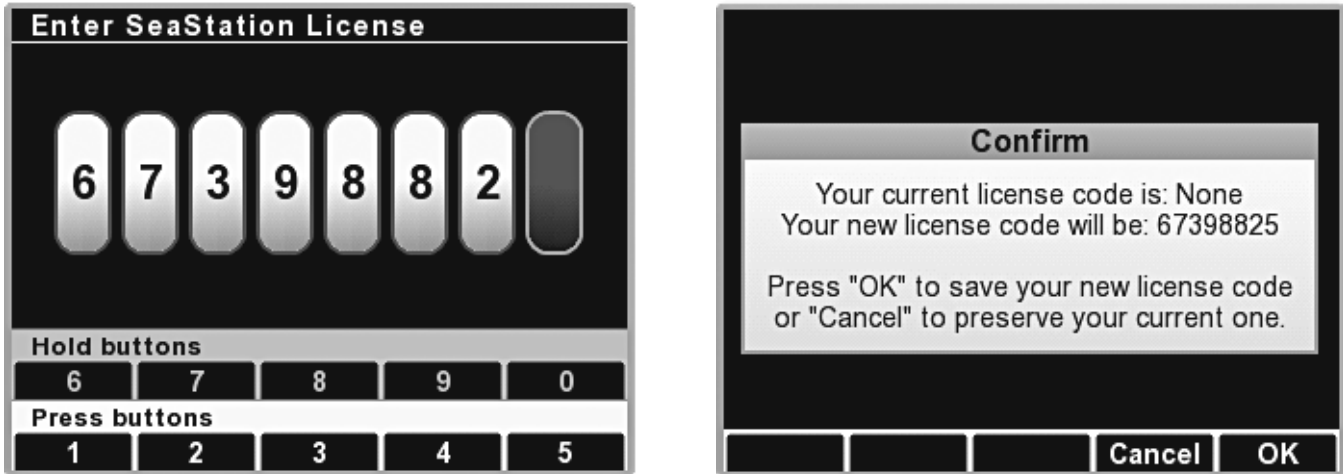 Enter SeaStation License
6 7 3 9 8 8 2
Hold buttons
6 7 8 9 0
Press buttons
1 2 3 4 5
Confirm
Your current license code is: None
Your new license code will be: 67398825
Press "OK" to save your new license code
or "Cancel" to preserve your current one.
Cancel OK